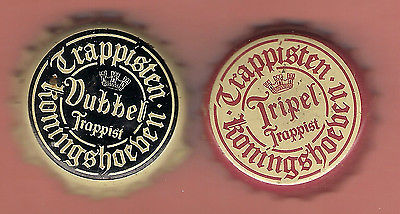 Trappisten
Dubbel
Trappist
Koningshoeven
Trappisten
Tripel
Trappist
Koningshoeven